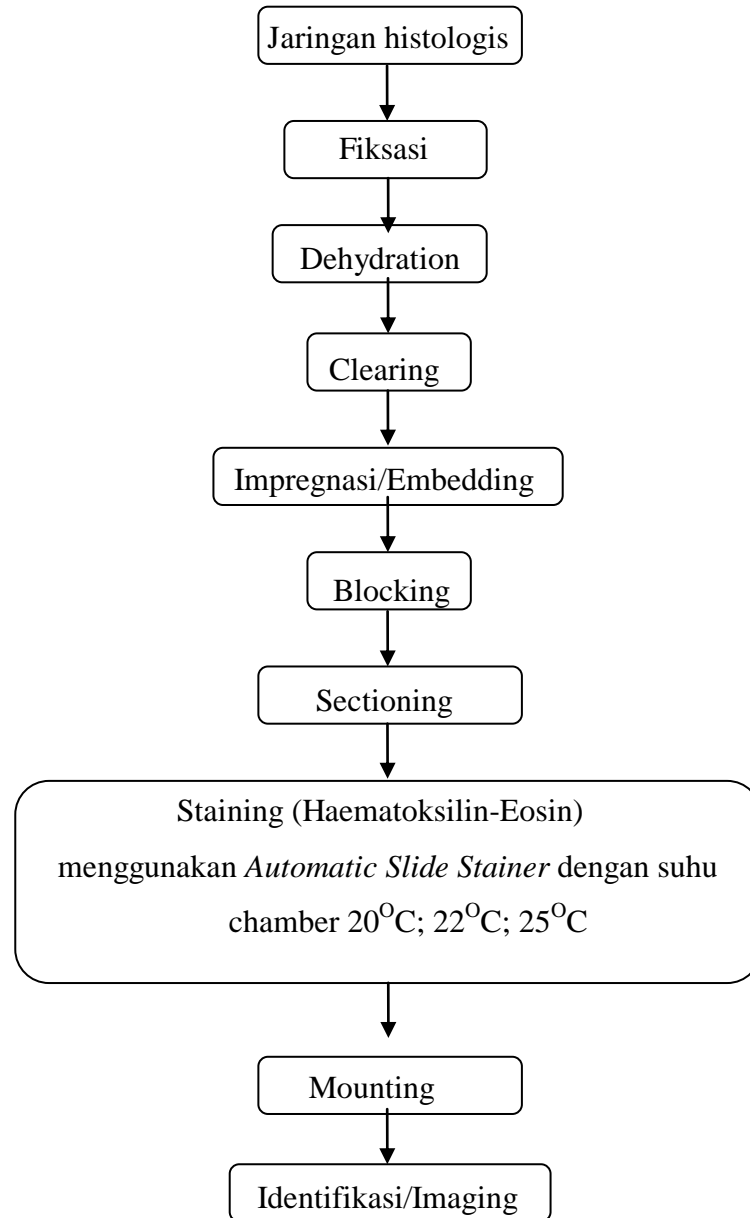 Jaringan histologis
Fiksasi
Dehydration
Clearing
Impregnasi/Embedding
Blocking
Sectioning
Staining (Haematoksilin-Eosin)
menggunakan Automatic Slide Stainer dengan suhu
chamber 20OC; 22OC; 25OC
Mounting
Identifikasi/Imaging